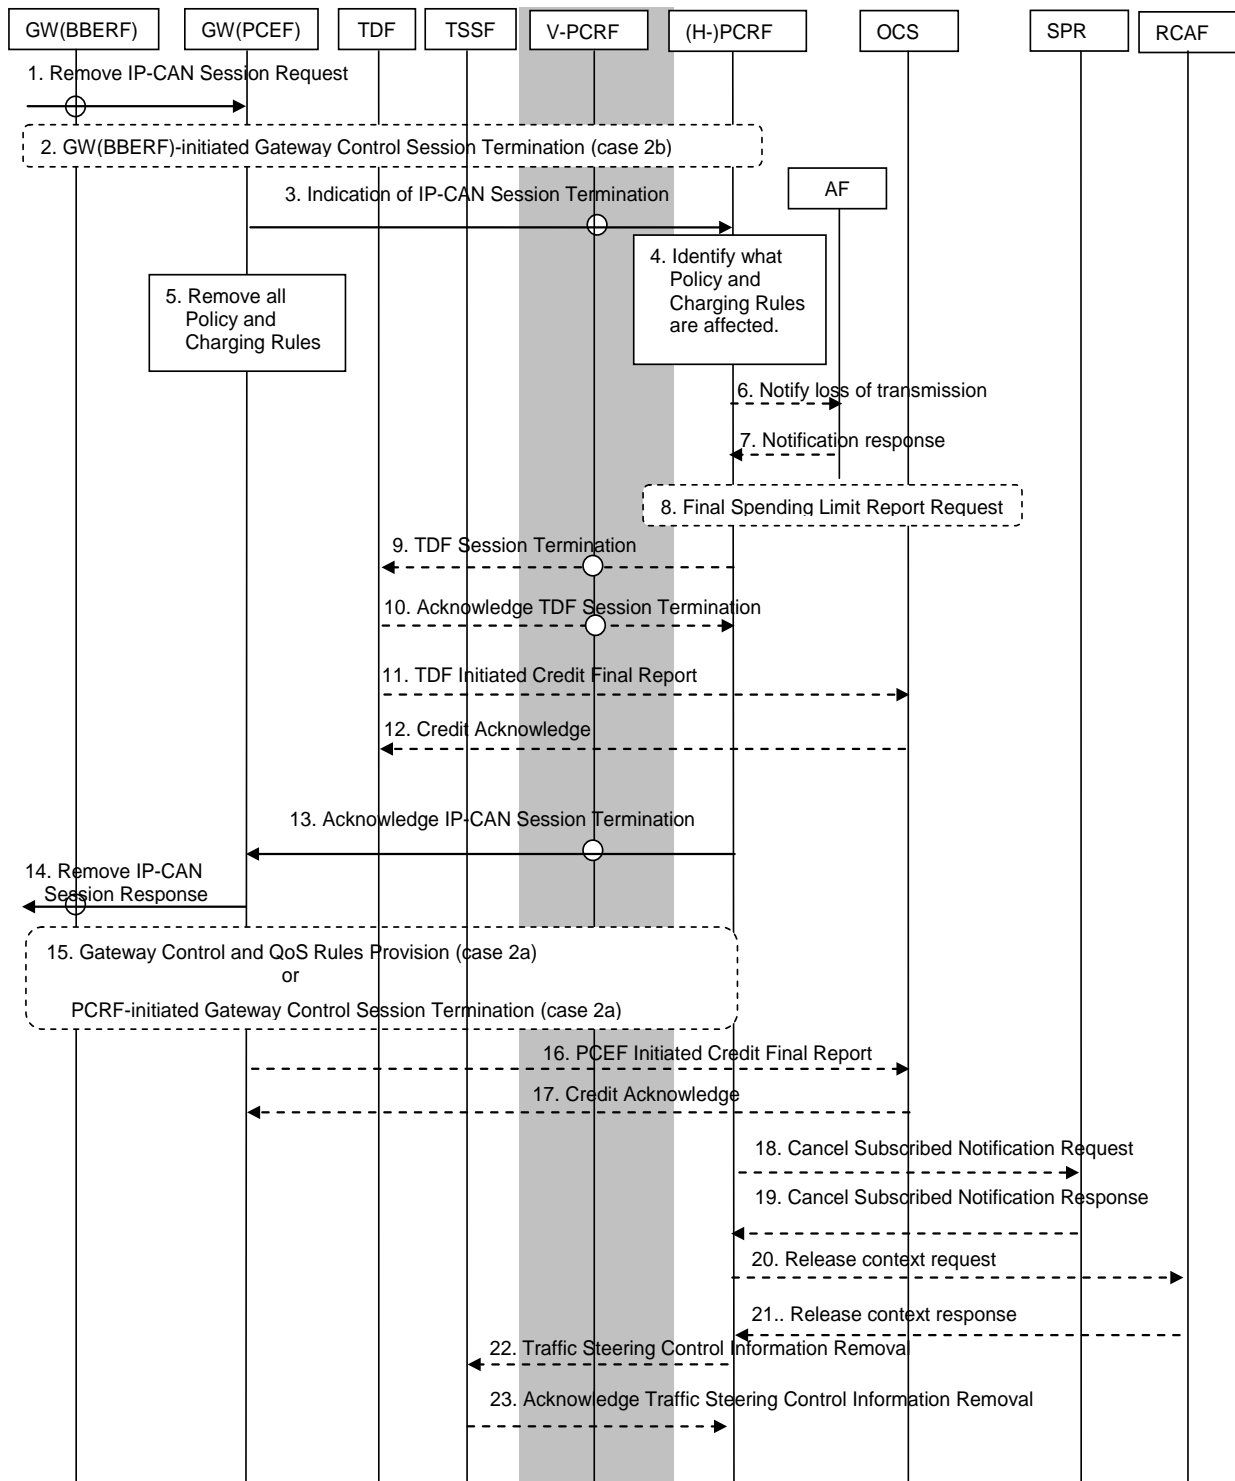 GW(BBERF)
GW(PCEF)
TDF
TSSF
V-PCRF
(H-)PCRF
OCS
SPR
RCAF
1. Remove IP-CAN Session Request
2. GW(BBERF)-initiated Gateway Control Session Termination (case 2b)
3. Indication of IP-CAN Session Termination
AF
4. Identify what
Policy and
Charging Rules
are affected.
5. Remove all
Policy and
Charging Rules
6. Notify loss of transmission
7. Notification response
8. Final Spending Limit Report Request
9. TDF Session Termination
10. Acknowledge TDF Session Termination
11. TDF Initiated Credit Final Report
12. Credit Acknowledge
13. Acknowledge IP-CAN Session Termination
14. Remove IP-CAN
Session Response
15. Gateway Control and QoS Rules Provision (case 2a)
or
PCRF-initiated Gateway Control Session Termination (case 2a)
16. PCEF Initiated Credit Final Report
17. Credit Acknowledge
18. Cancel Subscribed Notification Request
19. Cancel Subscribed Notification Response
20. Release context request
21.. Release context response
22. Traffic Steering Control Information Removal
23. Acknowledge Traffic Steering Control Information Removal